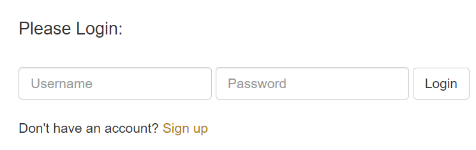 Please Login:
Username Password Login
Don't have an account? Sign up